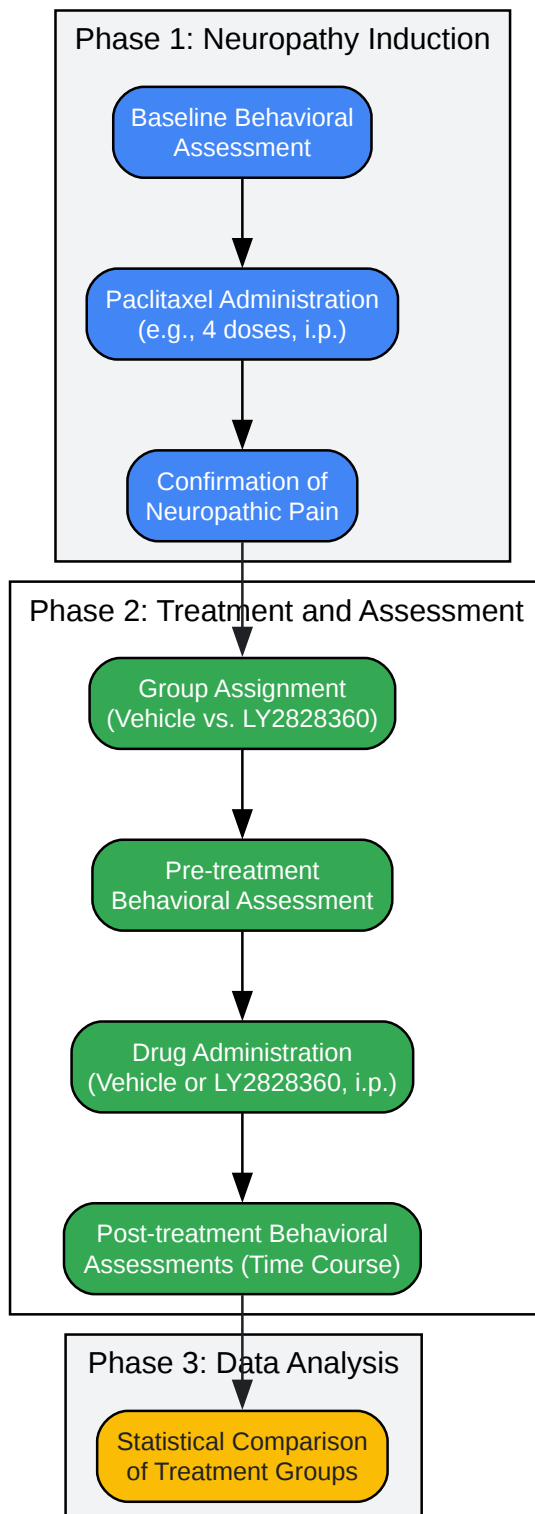 Phase 1: Neuropathy Induction
Baseline Behavioral
Assessment
Paclitaxel Administration
(e.g., 4 doses, i.p.)
Confirmation of
Neuropathic Pain
Phase 2: Treatment and Assessment
Group Assignment
(Vehicle vs. LY2828360)
Pre-treatment
Behavioral Assessment
Drug Administration
(Vehicle or LY2828360, i.p.)
Post-treatment Behavioral
Assessments (Time Course)
Phase 3: Data Analysis
Statistical Comparison
of Treatment Groups